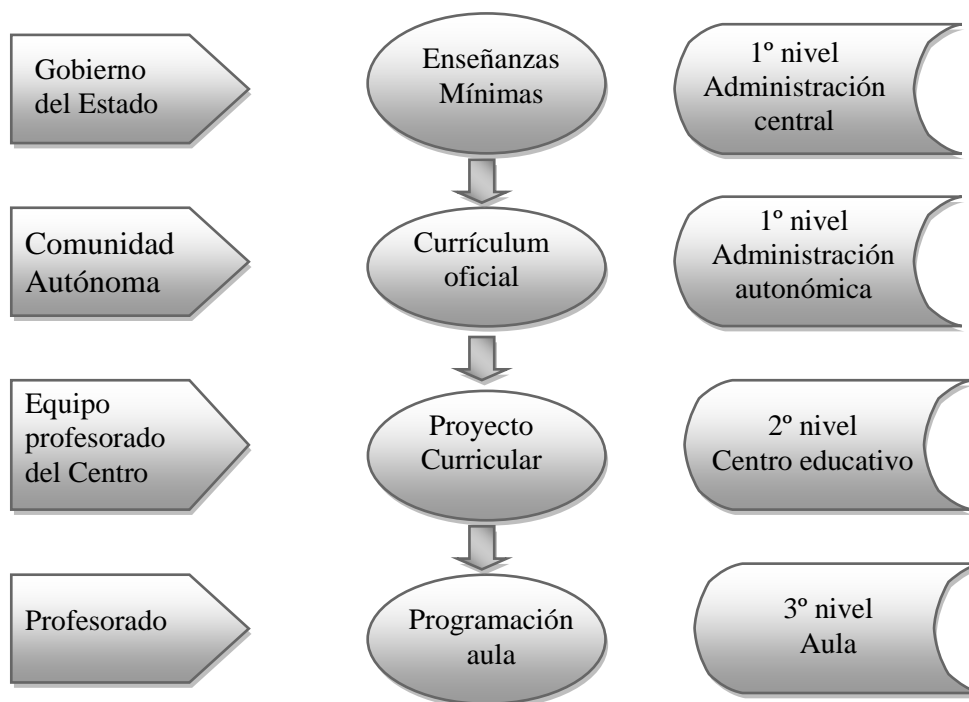 Gobierno
del Estado
Enseñanzas
Mínimas
1º nivel
Administración
central
Comunidad
Autónoma
Currículum
oficial
1º nivel
Administración
autonómica
Equipo
profesorado
del Centro
Proyecto
Curricular
2º nivel
Centro educativo
Profesorado
Programación
aula
3º nivel
Aula